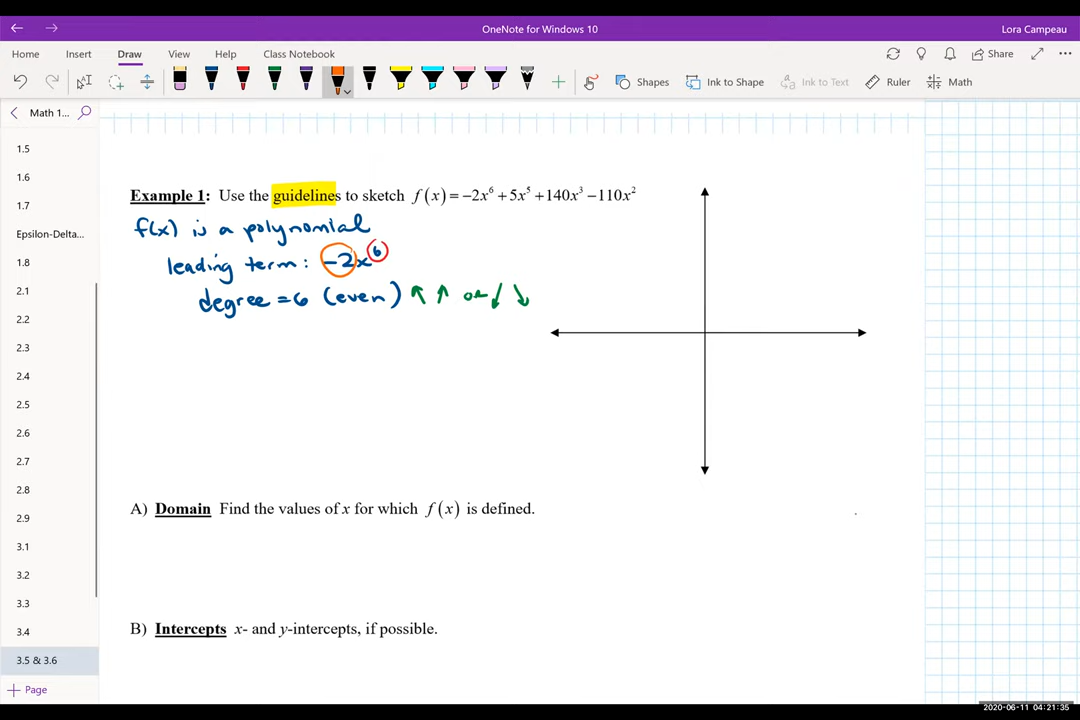 OneNote for Windows 10
Lora Campeau
Home Insert Draw View Help Class Notebook
Share
Shapes Ink to Shape Ink to Text Ruler Math
Math 1...
1.5
1.6
1.7
Epsilon-Delta...
1.8
2.1
2.2
2.3
2.4
2.5
2.6
2.7
2.8
2.9
3.1
3.2
3.3
3.4
3.5 & 3.6
+ Page
Example 1: Use the guidelines to sketch f(x) = −2x⁶ + 5x⁵ + 140x³ − 110x²
f(x) is a polynomial
leading term: −2x⁶
degree = 6 (even) ↑ ↑ or ↓ ↓
A) Domain Find the values of x for which f(x) is defined.
B) Intercepts x- and y-intercepts, if possible.
2020-06-11 04:21:35